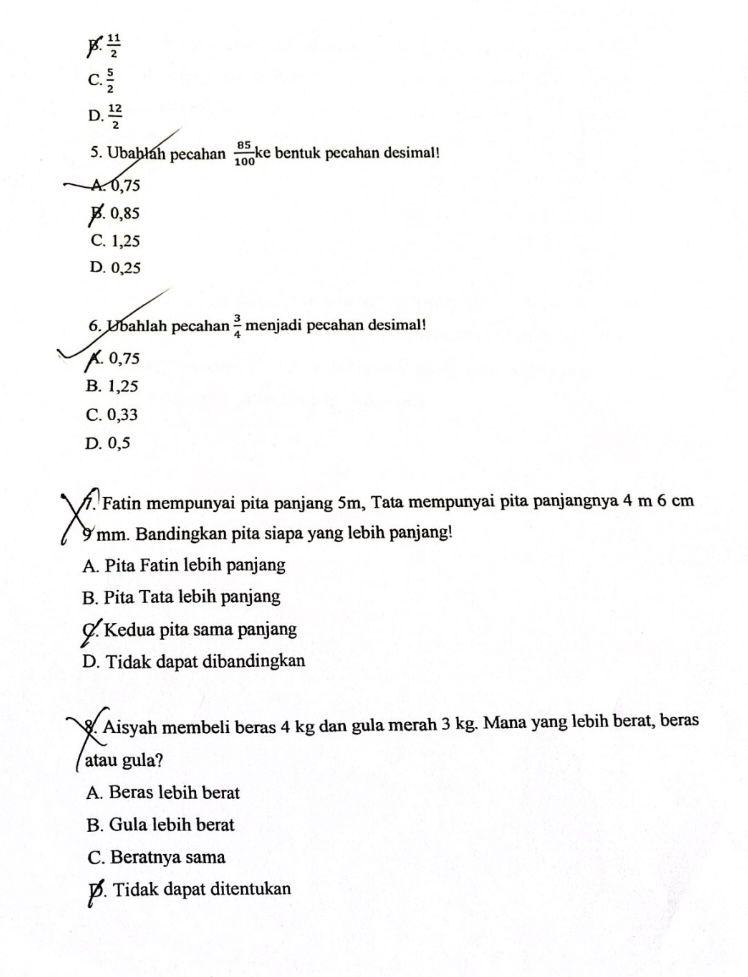 B. 11/2
C. 5/2
D. 12/2
5. Ubahlah pecahan 85/100 ke bentuk pecahan desimal!
A. 0,75
B. 0,85
C. 1,25
D. 0,25
6. Ubahlah pecahan 3/4 menjadi pecahan desimal!
A. 0,75
B. 1,25
C. 0,33
D. 0,5
7. Fatin mempunyai pita panjang 5m, Tata mempunyai pita panjangnya 4 m 6 cm
9 mm. Bandingkan pita siapa yang lebih panjang!
A. Pita Fatin lebih panjang
B. Pita Tata lebih panjang
C. Kedua pita sama panjang
D. Tidak dapat dibandingkan
8. Aisyah membeli beras 4 kg dan gula merah 3 kg. Mana yang lebih berat, beras
atau gula?
A. Beras lebih berat
B. Gula lebih berat
C. Beratnya sama
D. Tidak dapat ditentukan